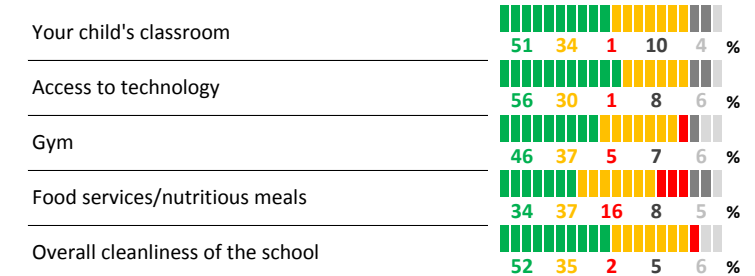 Your child's classroom
51 34 1 10 4 %
Access to technology
56 30 1 8 6 %
Gym
46 37 5 7 6 %
Food services/nutritious meals
34 37 16 8 5 %
Overall cleanliness of the school
52 35 2 5 6 %